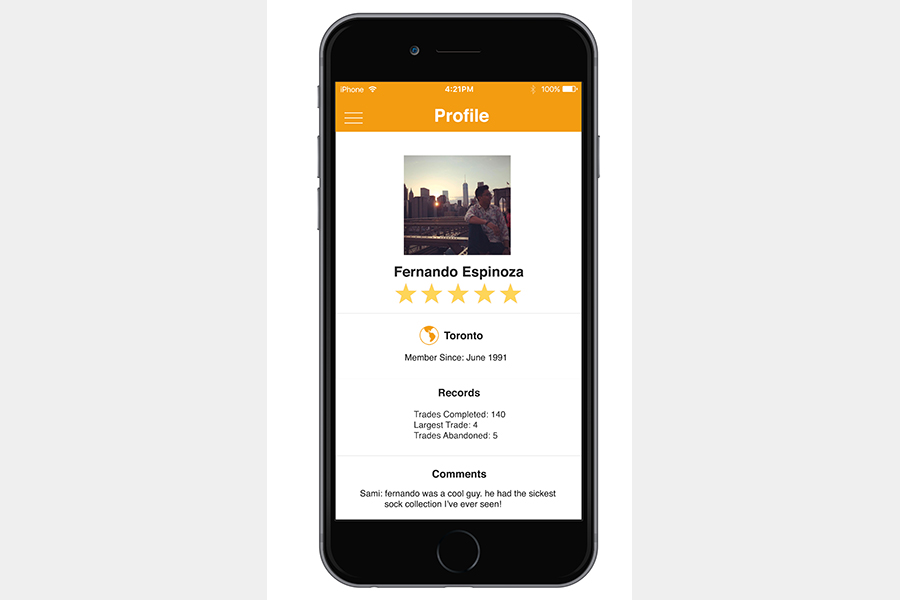 iPhone 4:21PM 100%
Profile
Fernando Espinoza
Toronto
Member Since: June 1991
Records
Trades Completed: 140
Largest Trade: 4
Trades Abandoned: 5
Comments
Sami: fernando was a cool guy. he had the sickest
sock collection I've ever seen!